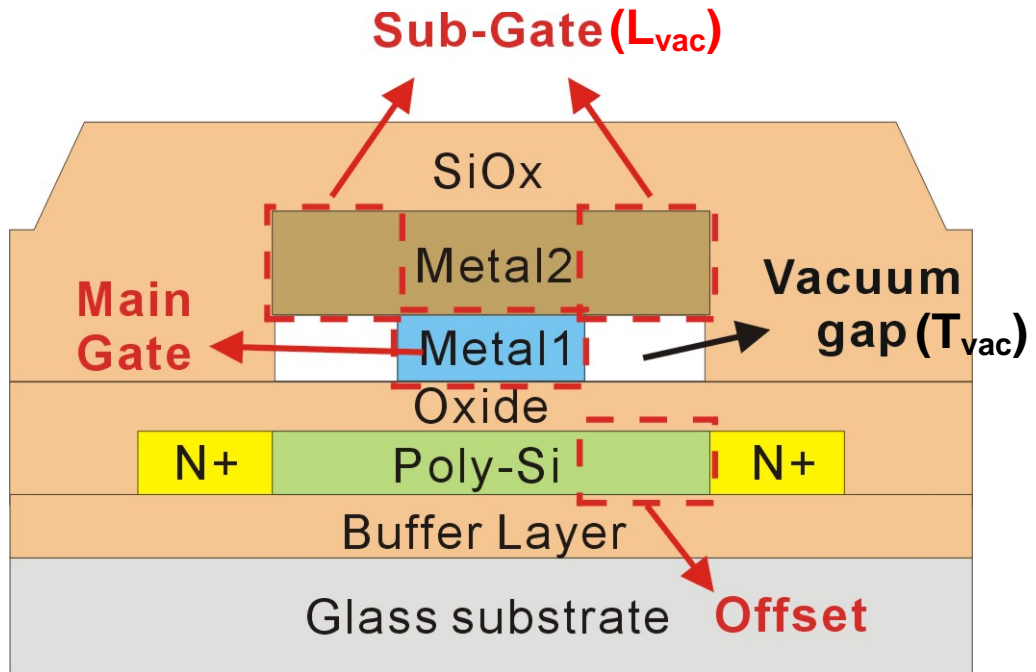 Sub-Gate (Lvac)
SiOx
Metal2
Main
Gate
Vacuum
gap (Tvac)
Metal1
Oxide
N+
Poly-Si
N+
Buffer Layer
Glass substrate
Offset